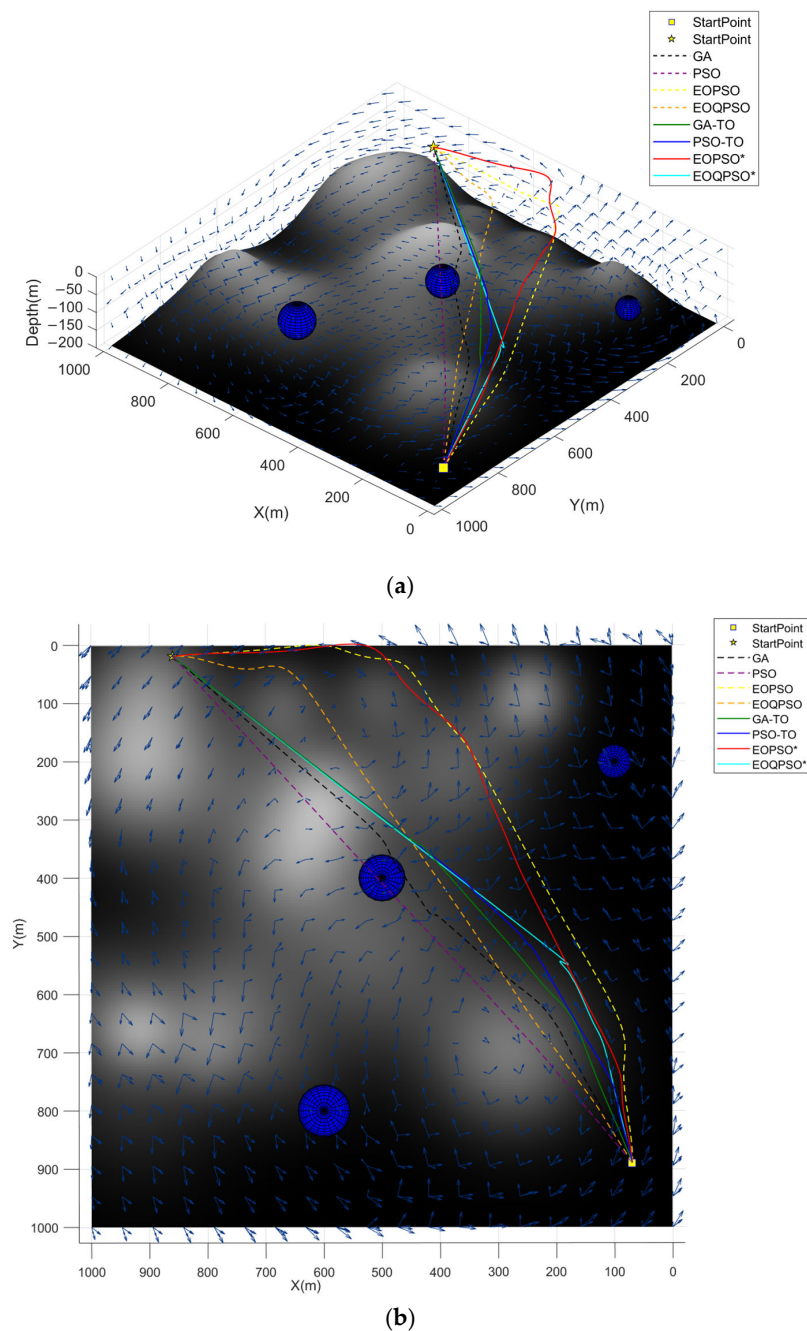 StartPoint
StartPoint
GA
PSO
EOPSO
EOQPSO
GA-TO
PSO-TO
EOPSO*
EOQPSO*
Depth(m)
0
−50
−100
−150
−200
1000
800
600
400
200
0
X(m)
0
200
400
600
800
1000
Y(m)
(a)
StartPoint
StartPoint
GA
PSO
EOPSO
EOQPSO
GA-TO
PSO-TO
EOPSO*
EOQPSO*
Y(m)
0
100
200
300
400
500
600
700
800
900
1000
1000 900 800 700 600 500 400 300 200 100 0
X(m)
(b)